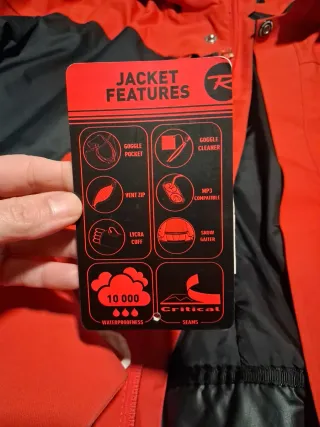 JACKET
FEATURES
R
GOGGLE
POCKET
GOGGLE
CLEANER
VENT ZIP
MP3
COMPATIBLE
LYCRA
CUFF
SNOW
GAITER
10 000
WATERPROOFNESS
Critical
SEAMS